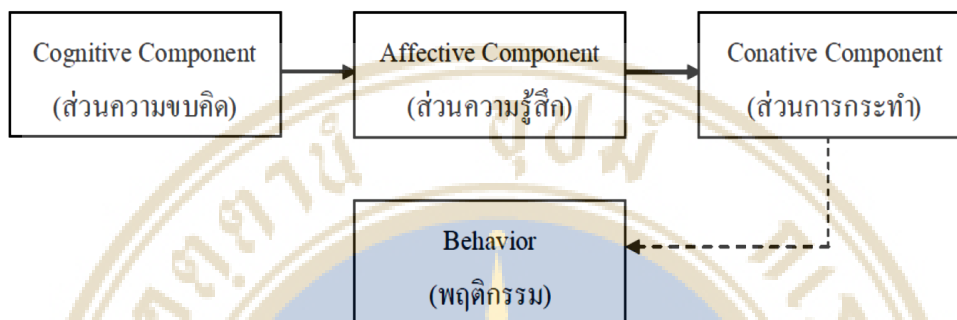 Cognitive Component
(ส่วนความขบคิด)
Affective Component
(ส่วนความรู้สึก)
Conative Component
(ส่วนการกระทำ)
Behavior
(พฤติกรรม)